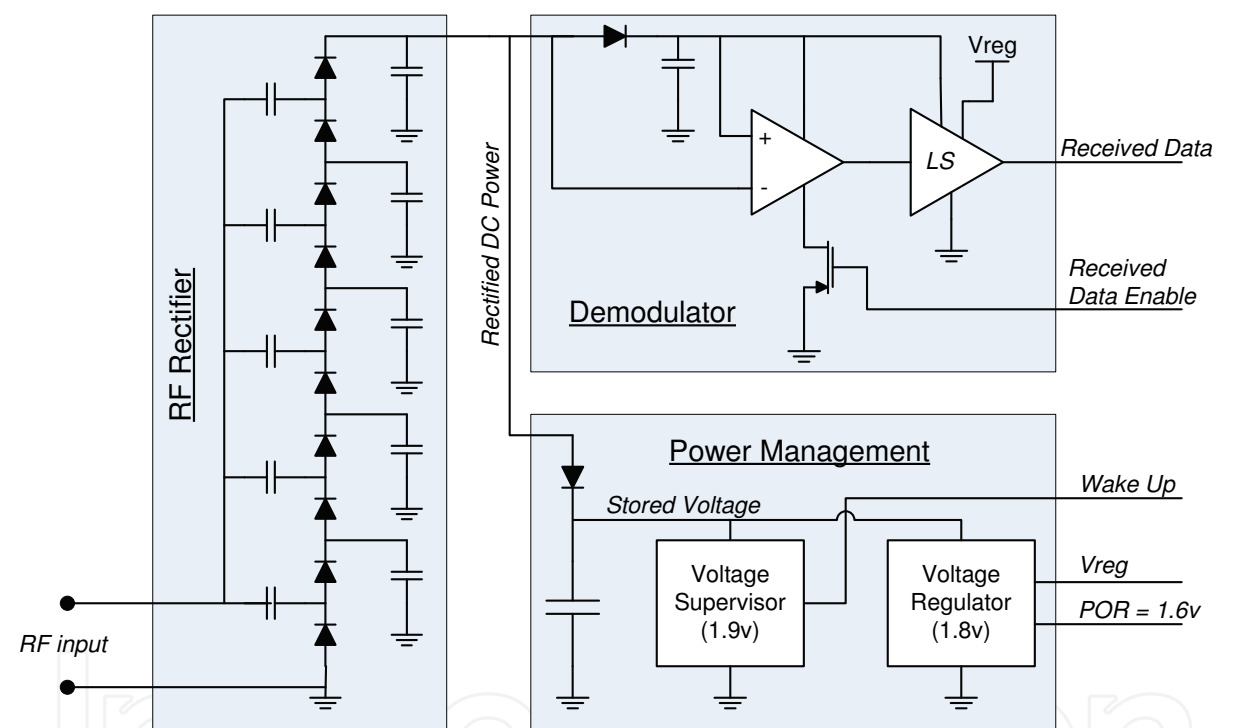 RF Rectifier
RF input
Rectified DC Power
Vreg
+
-
LS
Received Data
Received
Data Enable
Demodulator
Power Management
Stored Voltage
Wake Up
Voltage
Supervisor
(1.9v)
Voltage
Regulator
(1.8v)
Vreg
POR = 1.6v